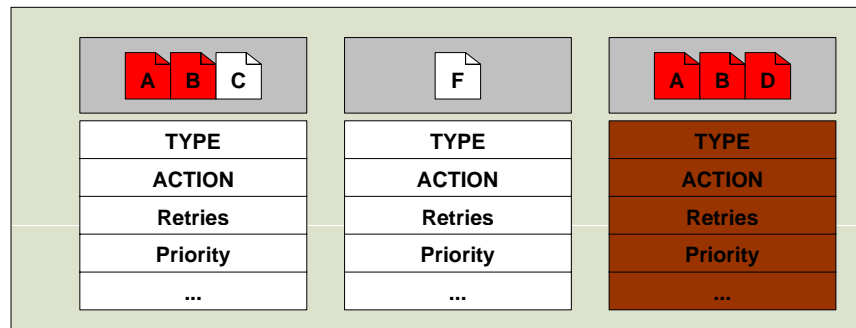 A B C
TYPE
ACTION
Retries
Priority
...
F
TYPE
ACTION
Retries
Priority
...
A B D
TYPE
ACTION
Retries
Priority
...